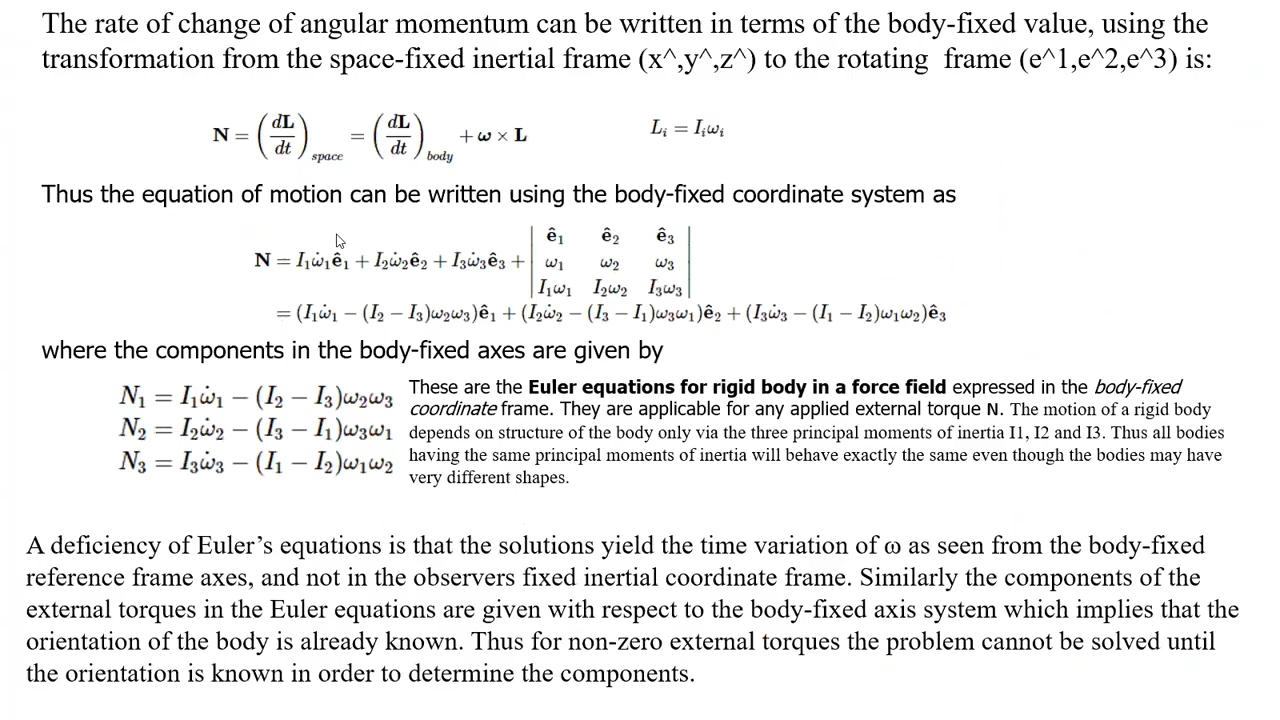 The rate of change of angular momentum can be written in terms of the body-fixed value, using the
transformation from the space-fixed inertial frame (x^,y^,z^) to the rotating frame (e^1,e^2,e^3) is:
N = (dL/dt)space = (dL/dt)body + ω × L    Lᵢ = Iᵢωᵢ
Thus the equation of motion can be written using the body-fixed coordinate system as
N = I₁ω̇₁ê₁ + I₂ω̇₂ê₂ + I₃ω̇₃ê₃ + | ê₁ ê₂ ê₃ |
| ω₁ ω₂ ω₃ |
| I₁ω₁ I₂ω₂ I₃ω₃ |
= (I₁ω̇₁ − (I₂ − I₃)ω₂ω₃)ê₁ + (I₂ω̇₂ − (I₃ − I₁)ω₃ω₁)ê₂ + (I₃ω̇₃ − (I₁ − I₂)ω₁ω₂)ê₃
where the components in the body-fixed axes are given by
N₁ = I₁ω̇₁ − (I₂ − I₃)ω₂ω₃
N₂ = I₂ω̇₂ − (I₃ − I₁)ω₃ω₁
N₃ = I₃ω̇₃ − (I₁ − I₂)ω₁ω₂
These are the Euler equations for rigid body in a force field expressed in the body-fixed
coordinate frame. They are applicable for any applied external torque N. The motion of a rigid body
depends on structure of the body only via the three principal moments of inertia I1, I2 and I3. Thus all bodies
having the same principal moments of inertia will behave exactly the same even though the bodies may have
very different shapes.
A deficiency of Euler’s equations is that the solutions yield the time variation of ω as seen from the body-fixed
reference frame axes, and not in the observers fixed inertial coordinate frame. Similarly the components of the
external torques in the Euler equations are given with respect to the body-fixed axis system which implies that the
orientation of the body is already known. Thus for non-zero external torques the problem cannot be solved until
the orientation is known in order to determine the components.